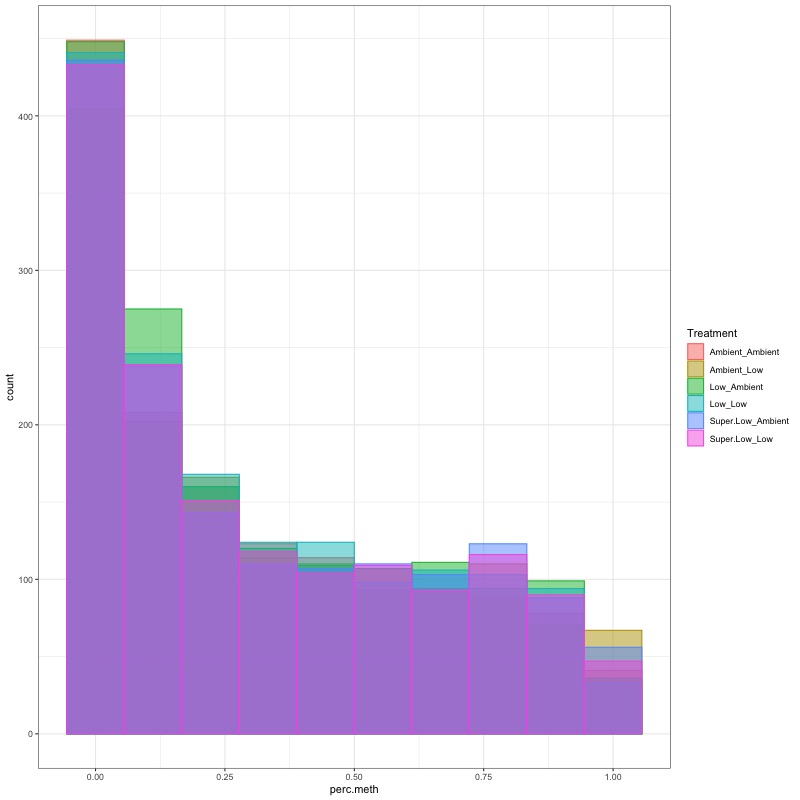 count
400
300
200
100
0
0.00 0.25 0.50 0.75 1.00
perc.meth
Treatment
Ambient_Ambient
Ambient_Low
Low_Ambient
Low_Low
Super.Low_Ambient
Super.Low_Low